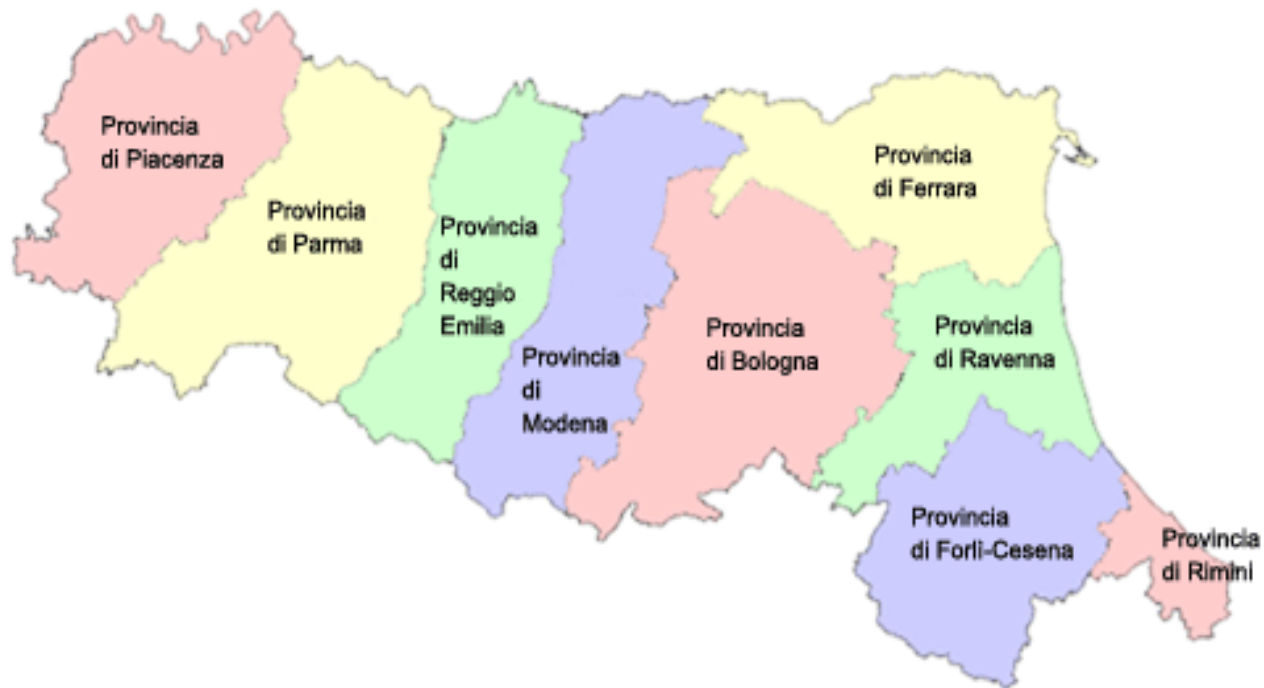 Provincia
di Piacenza
Provincia
di Parma
Provincia
di
Reggio
Emilia
Provincia
di
Modena
Provincia
di Bologna
Provincia
di Ferrara
Provincia
di Ravenna
Provincia
di Forlì-Cesena
Provincia
di Rimini